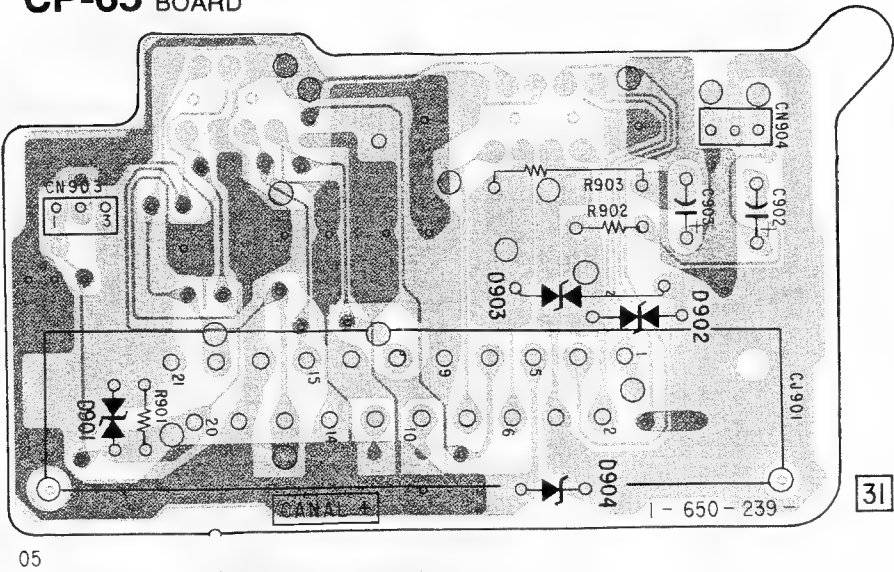 CP-65 BOARD
CN904
CN903
1 3
R903
R902
C903
+
C902
+
D903
2
D902
21 15 9 5 1
CJ901
D901
R901
20 14 10 6 2
D904
CANAL +
1-650-239-
31
05